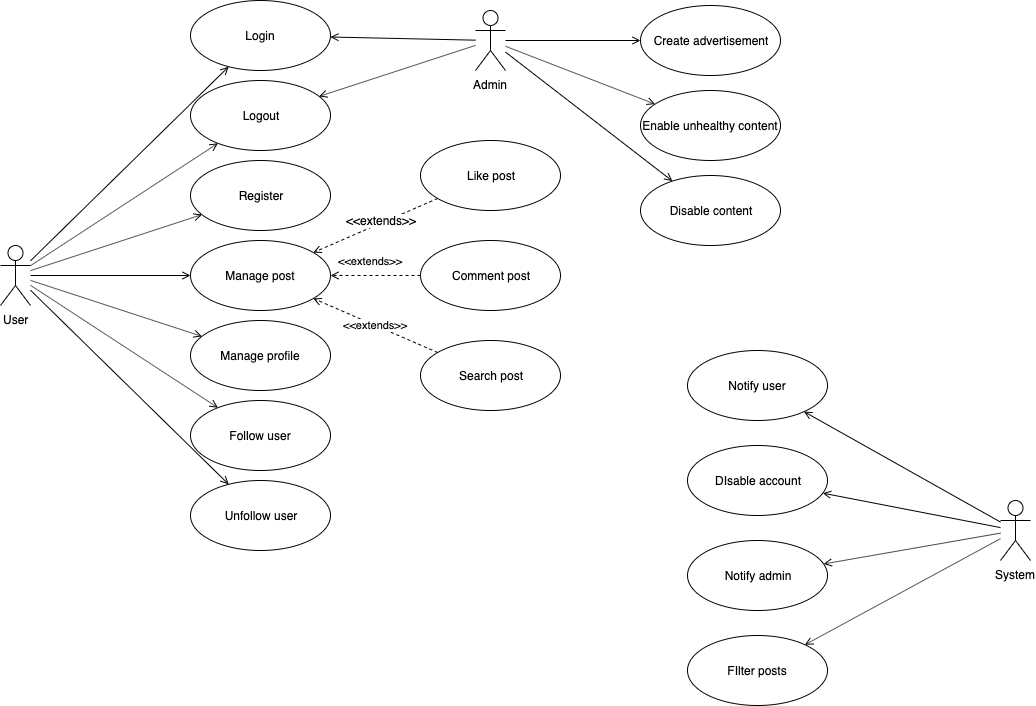 Login
Create advertisement
Admin
Logout
Enable unhealthy content
Like post
Register
Disable content
<<extends>>
<<extends>>
Manage post
Comment post
User
<<extends>>
Manage profile
Search post
Notify user
Follow user
DIsable account
Unfollow user
Notify admin
System
FIlter posts